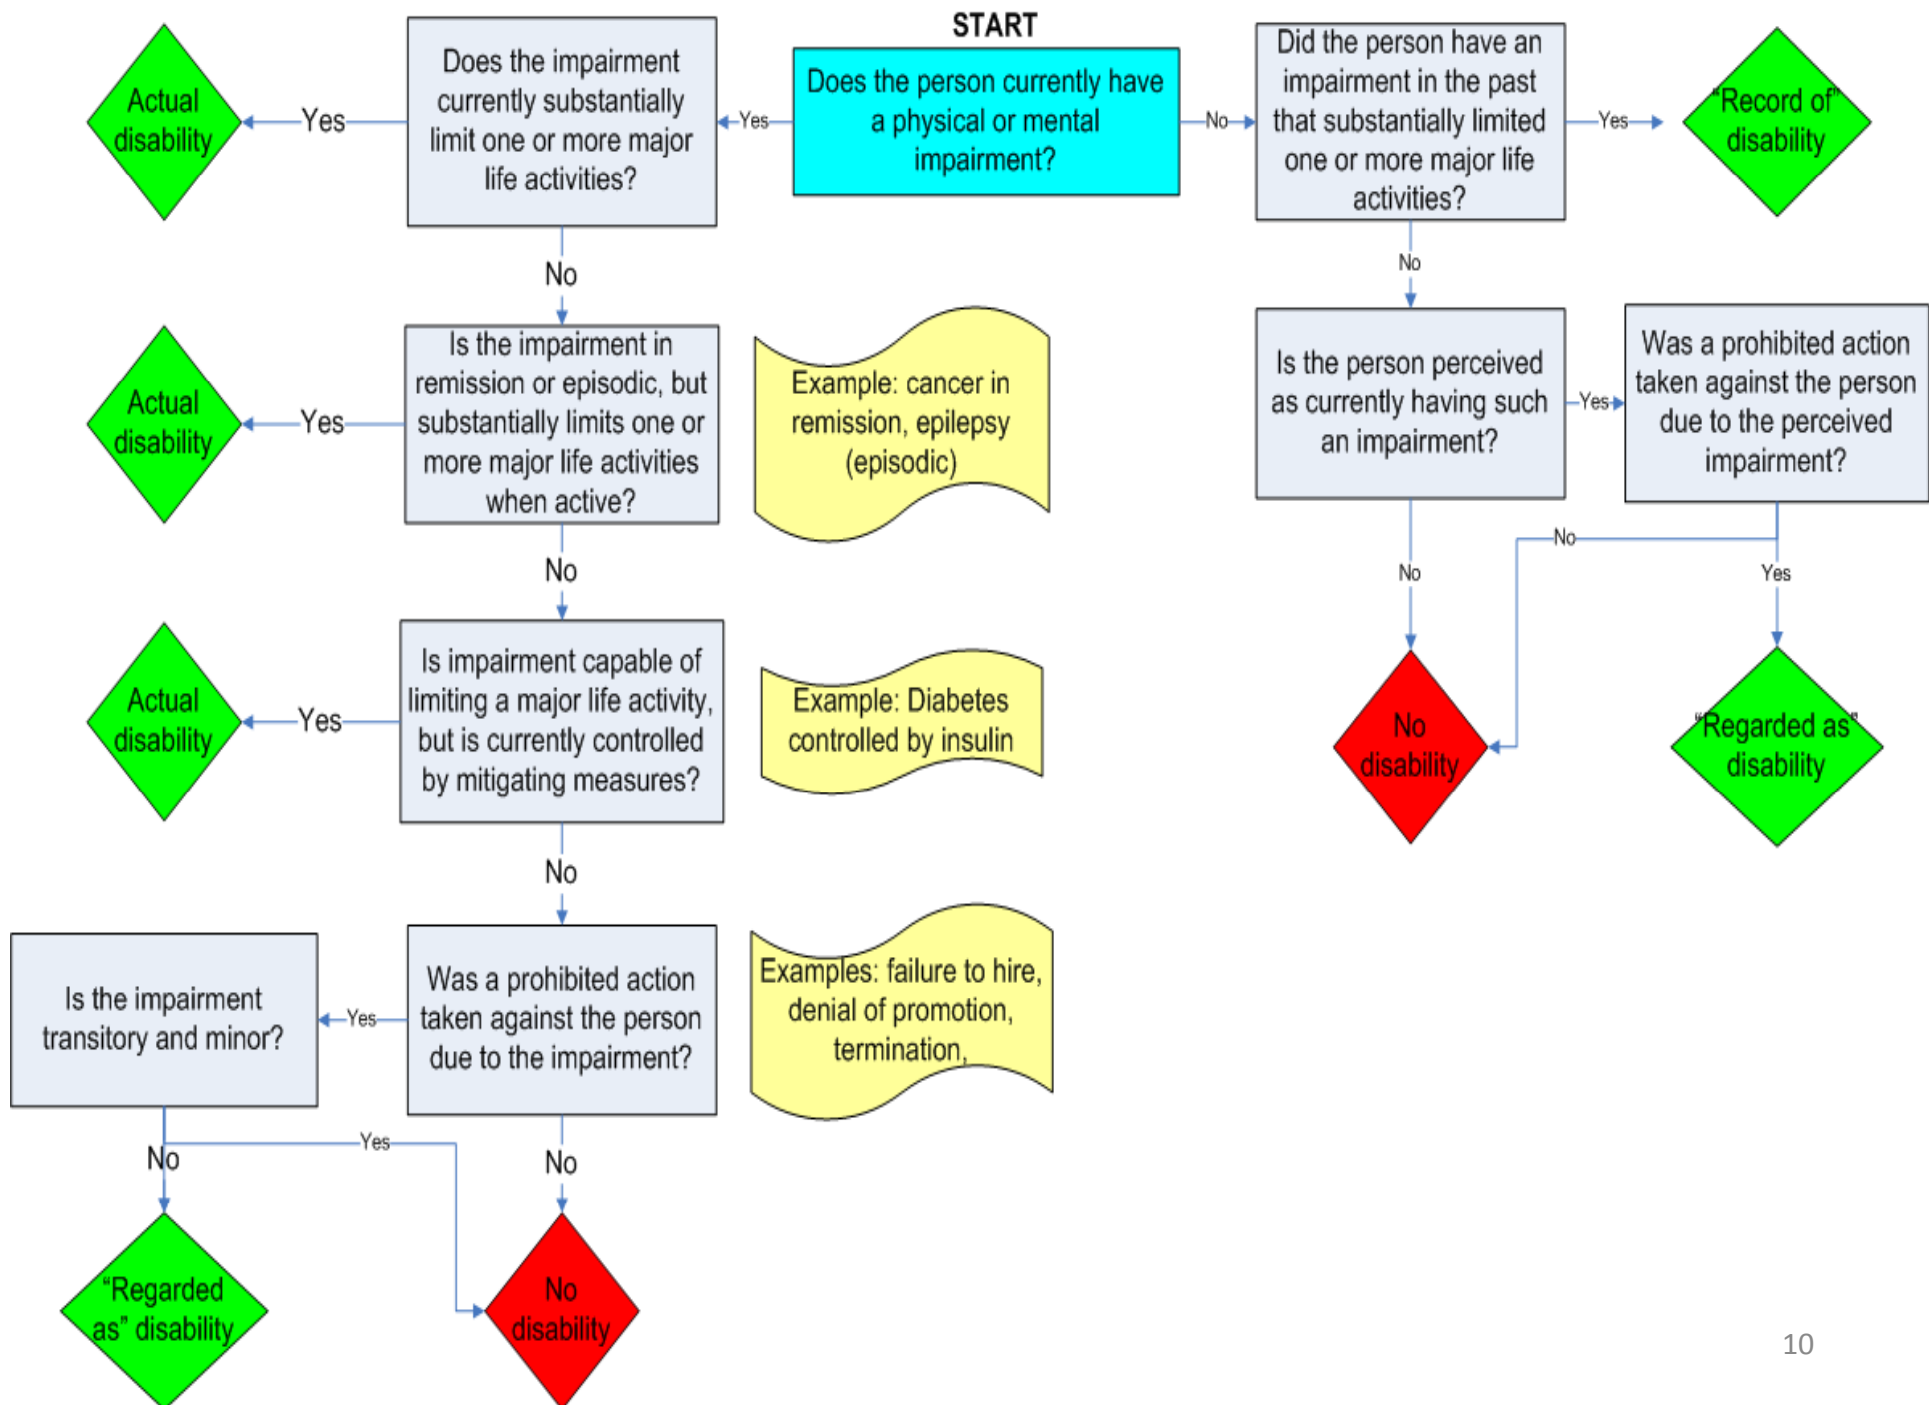 START
Does the person currently have
a physical or mental
impairment?
Yes
No
Does the impairment
currently substantially
limit one or more major
life activities?
Yes
Actual
disability
No
Is the impairment in
remission or episodic, but
substantially limits one or
more major life activities
when active?
Yes
Actual
disability
Example: cancer in
remission, epilepsy
(episodic)
No
Is impairment capable of
limiting a major life activity,
but is currently controlled
by mitigating measures?
Yes
Actual
disability
Example: Diabetes
controlled by insulin
No
Was a prohibited action
taken against the person
due to the impairment?
Examples: failure to hire,
denial of promotion,
termination,
Yes
Is the impairment
transitory and minor?
No
Yes
No
"Regarded
as" disability
No
disability
Did the person have an
impairment in the past
that substantially limited
one or more major life
activities?
Yes
"Record of"
disability
No
Is the person perceived
as currently having such
an impairment?
Yes
Was a prohibited action
taken against the person
due to the perceived
impairment?
No
No
Yes
No
disability
"Regarded as"
disability
10